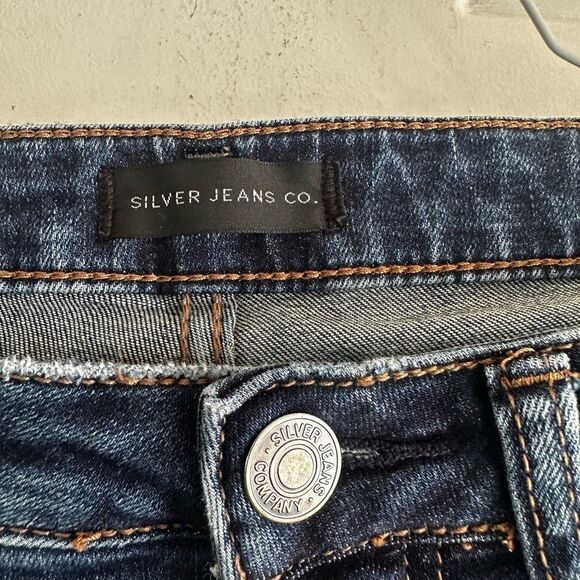 SILVER JEANS CO.
· SILVER JEANS ·
COMPANY